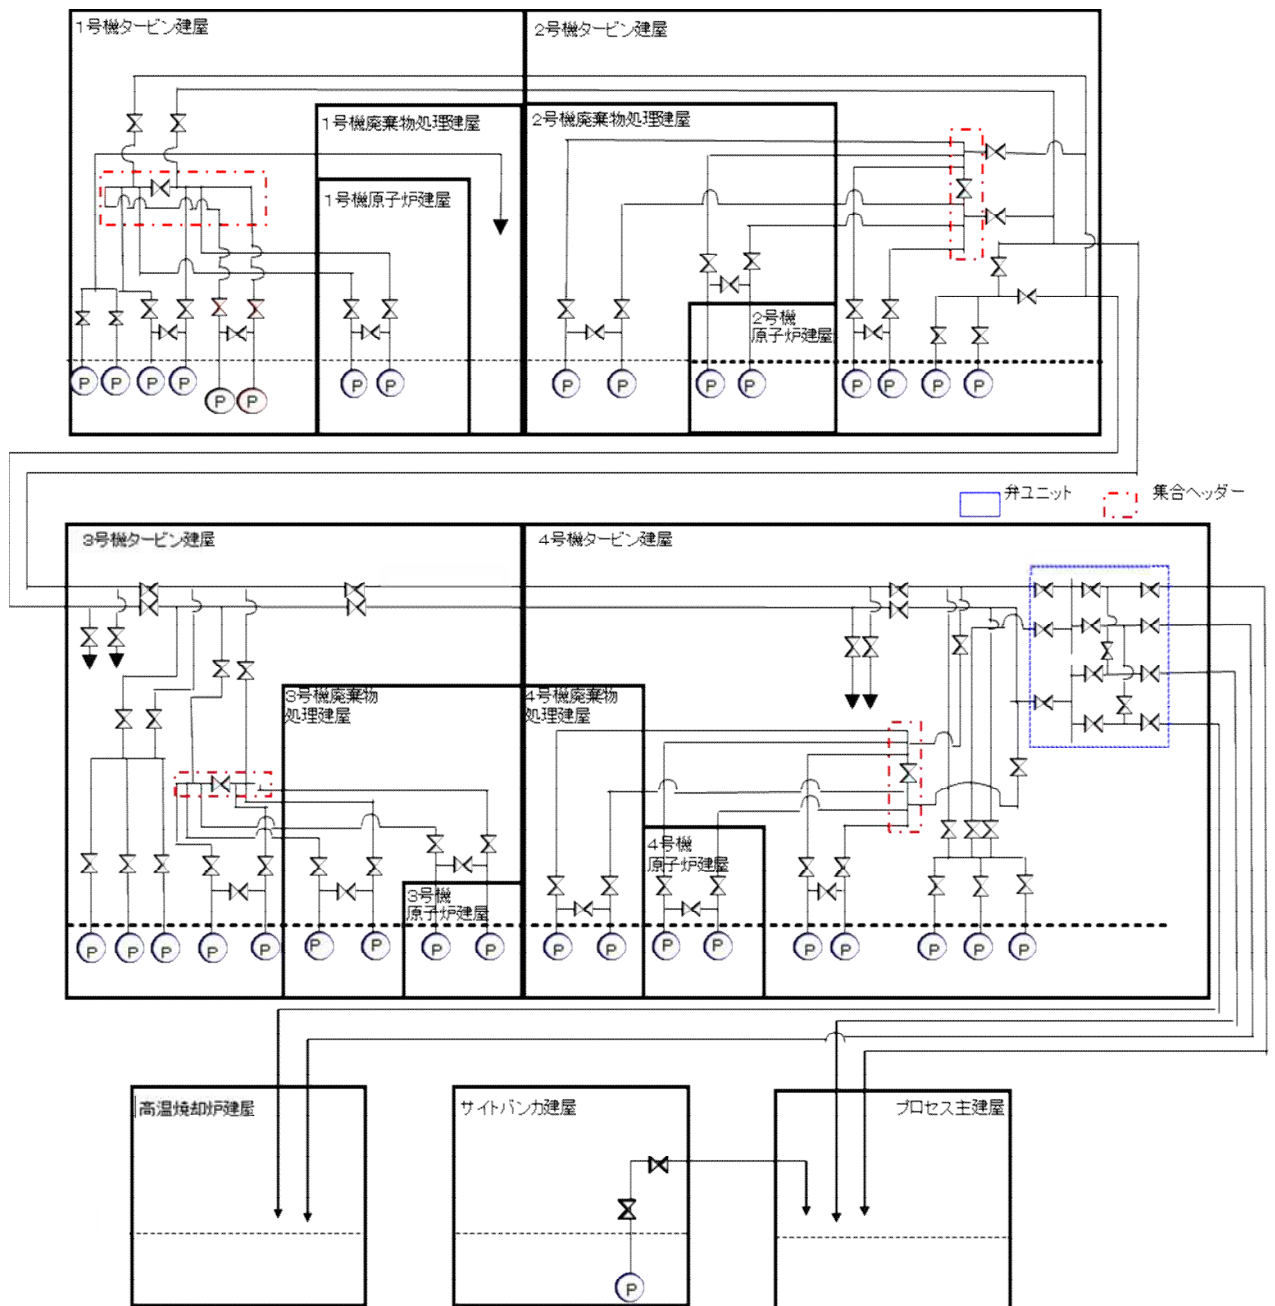 1号機タービン建屋
2号機タービン建屋
1号機廃棄物処理建屋
2号機廃棄物処理建屋
1号機原子炉建屋
2号機
原子炉建屋
P P P P P P P P P P P P P P P P
弁ユニット
集合ヘッダー
3号機タービン建屋
4号機タービン建屋
3号機廃棄物
処理建屋
4号機廃棄物
処理建屋
4号機
原子炉建屋
3号機
原子炉建屋
P P P P P P P P P P P P P P P P P P
高温焼却炉建屋
サイトバンカ建屋
プロセス主建屋
P